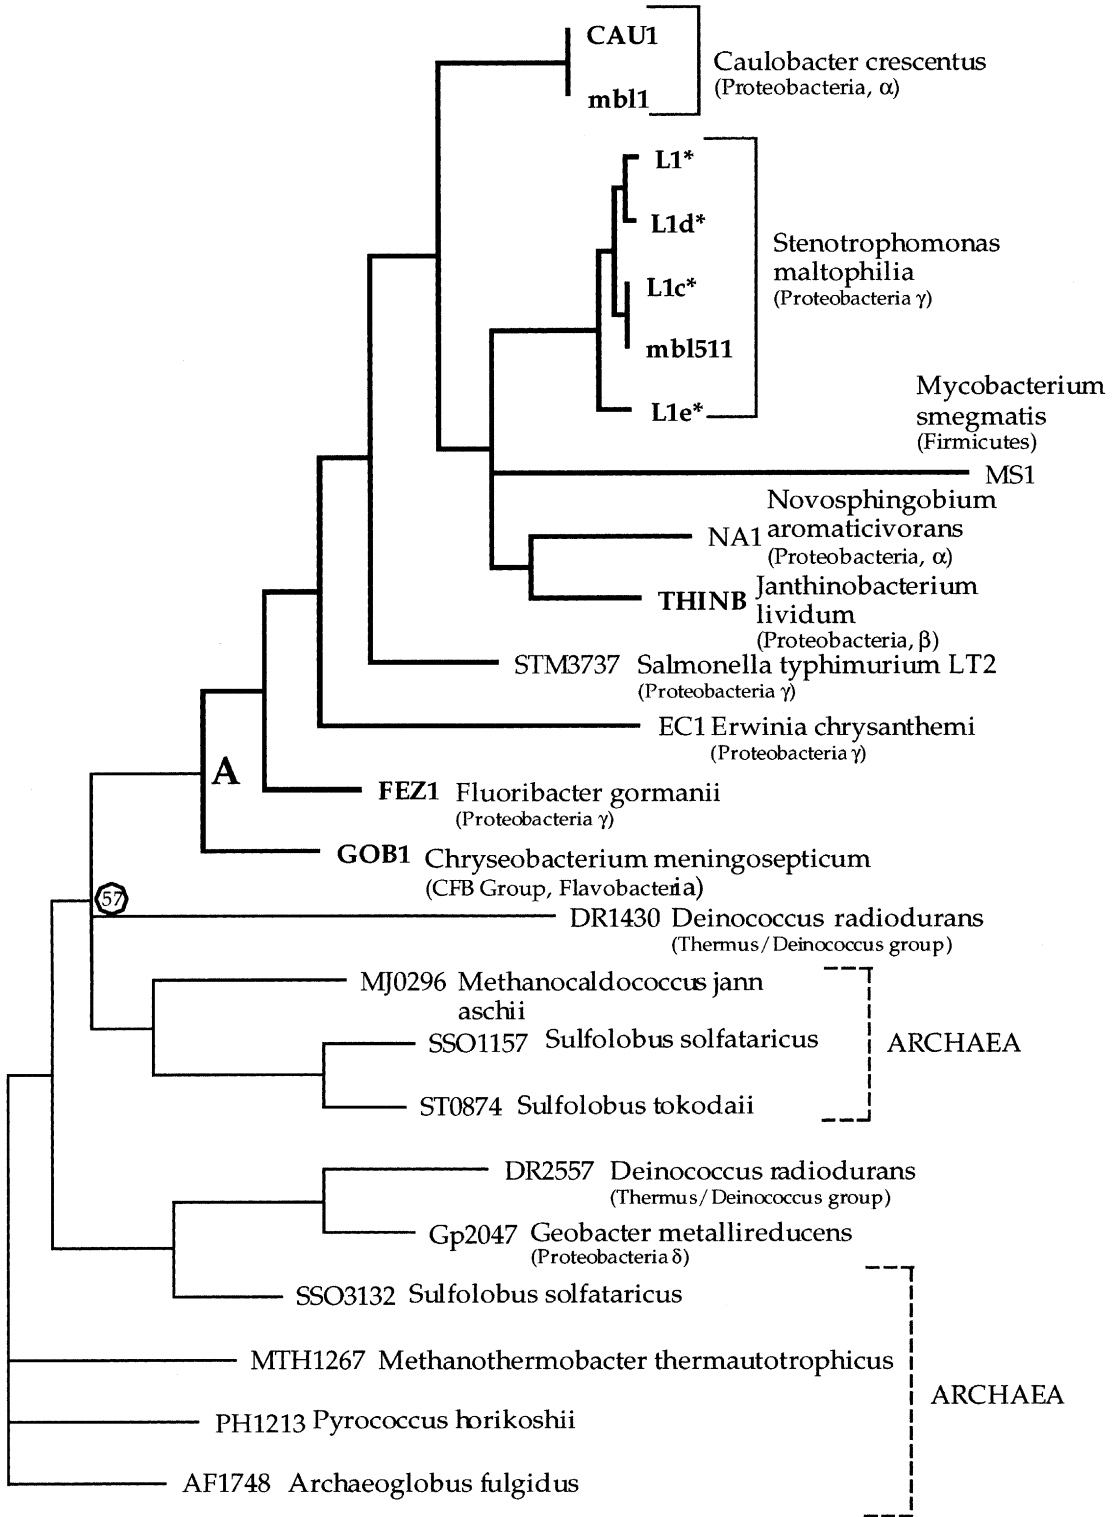 CAU1
Caulobacter crescentus
(Proteobacteria, α)
mbl1
L1*
L1d*
Stenotrophomonas
maltophilia
(Proteobacteria γ)
L1c*
mbl511
Mycobacterium
smegmatis
(Firmicutes)
L1e*
MS1
Novosphingobium
NA1 aromaticivorans
(Proteobacteria, α)
THINB Janthinobacterium
lividum
(Proteobacteria, β)
STM3737 Salmonella typhimurium LT2
(Proteobacteria γ)
EC1 Erwinia chrysanthemi
(Proteobacteria γ)
A
FEZ1 Fluoribacter gormanii
(Proteobacteria γ)
GOB1 Chryseobacterium meningosepticum
(CFB Group, Flavobacteria)
57
DR1430 Deinococcus radiodurans
(Thermus/Deinococcus group)
MJ0296 Methanocaldococcus jann
aschii
SSO1157 Sulfolobus solfataricus
ARCHAEA
ST0874 Sulfolobus tokodaii
DR2557 Deinococcus radiodurans
(Thermus/Deinococcus group)
Gp2047 Geobacter metallireducens
(Proteobacteria δ)
SSO3132 Sulfolobus solfataricus
MTH1267 Methanothermobacter thermautotrophicus
ARCHAEA
PH1213 Pyrococcus horikoshii
AF1748 Archaeoglobus fulgidus